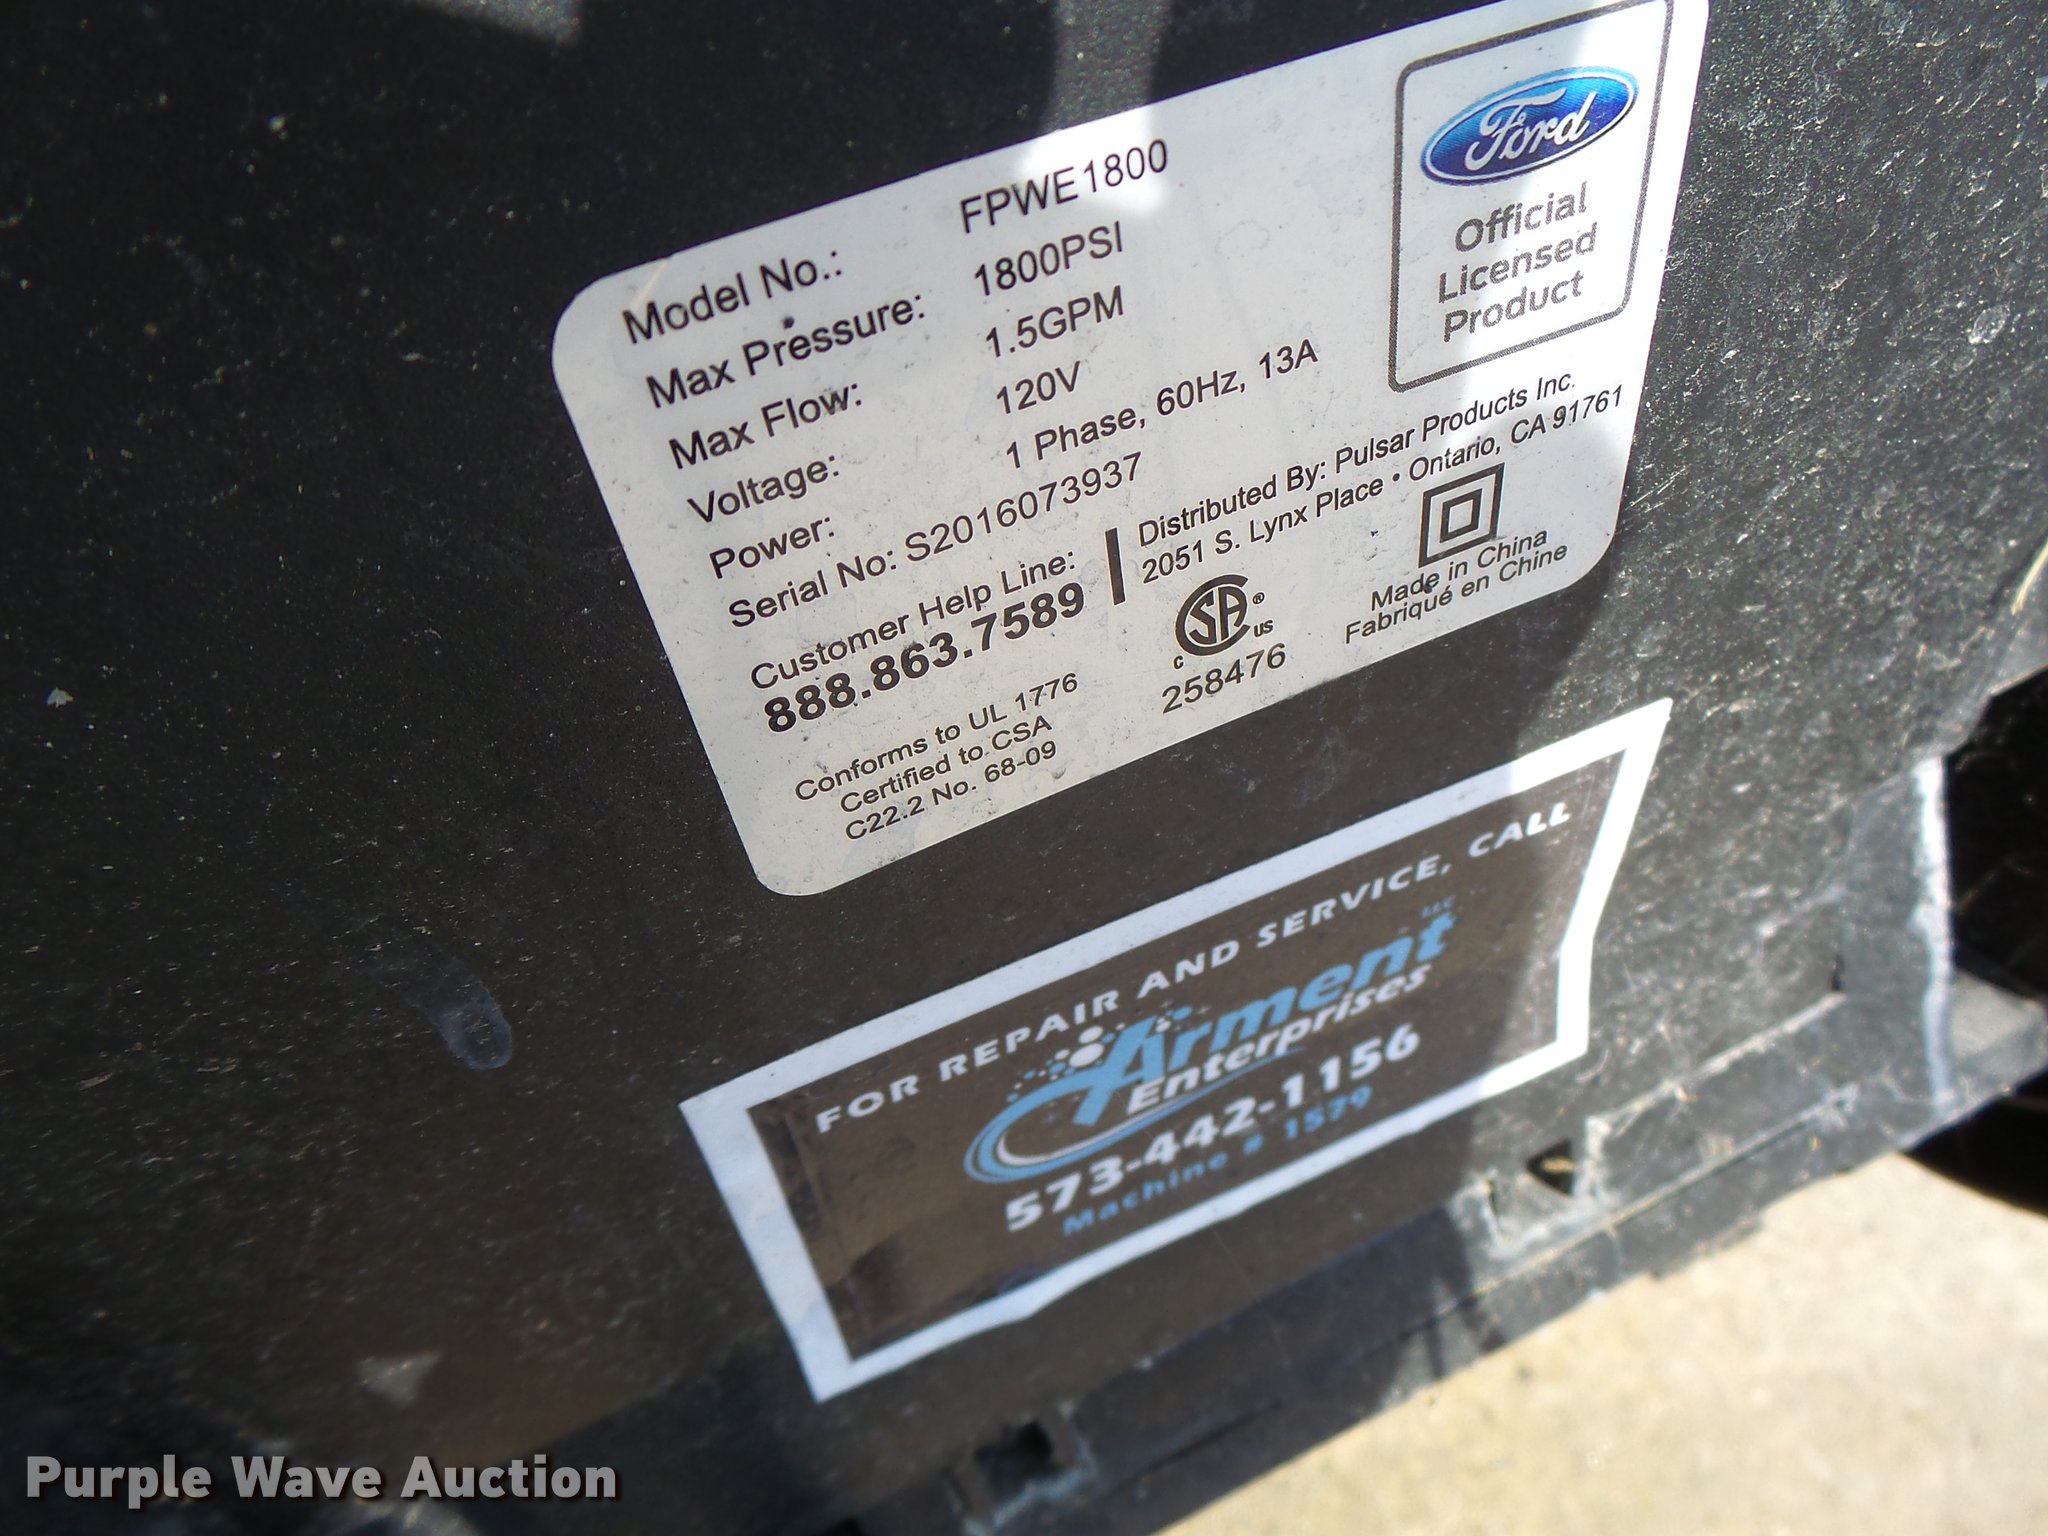 Model No.: FPWE1800
Max Pressure: 1800PSI
Max Flow: 1.5GPM
Voltage: 120V
Power: 1 Phase, 60Hz, 13A
Serial No: S2016073937
Customer Help Line:
888.863.7589
Distributed By: Pulsar Products Inc.
2051 S. Lynx Place • Ontario, CA 91761
Conforms to UL 1776
Certified to CSA
C22.2 No. 68-09
CSA®
C US
258476
Made in China
Fabriqué en Chine
Ford
Official
Licensed
Product
FOR REPAIR AND SERVICE, CALL
Arment LLC
Enterprises
573-442-1156
Machine # 1579
Purple Wave Auction